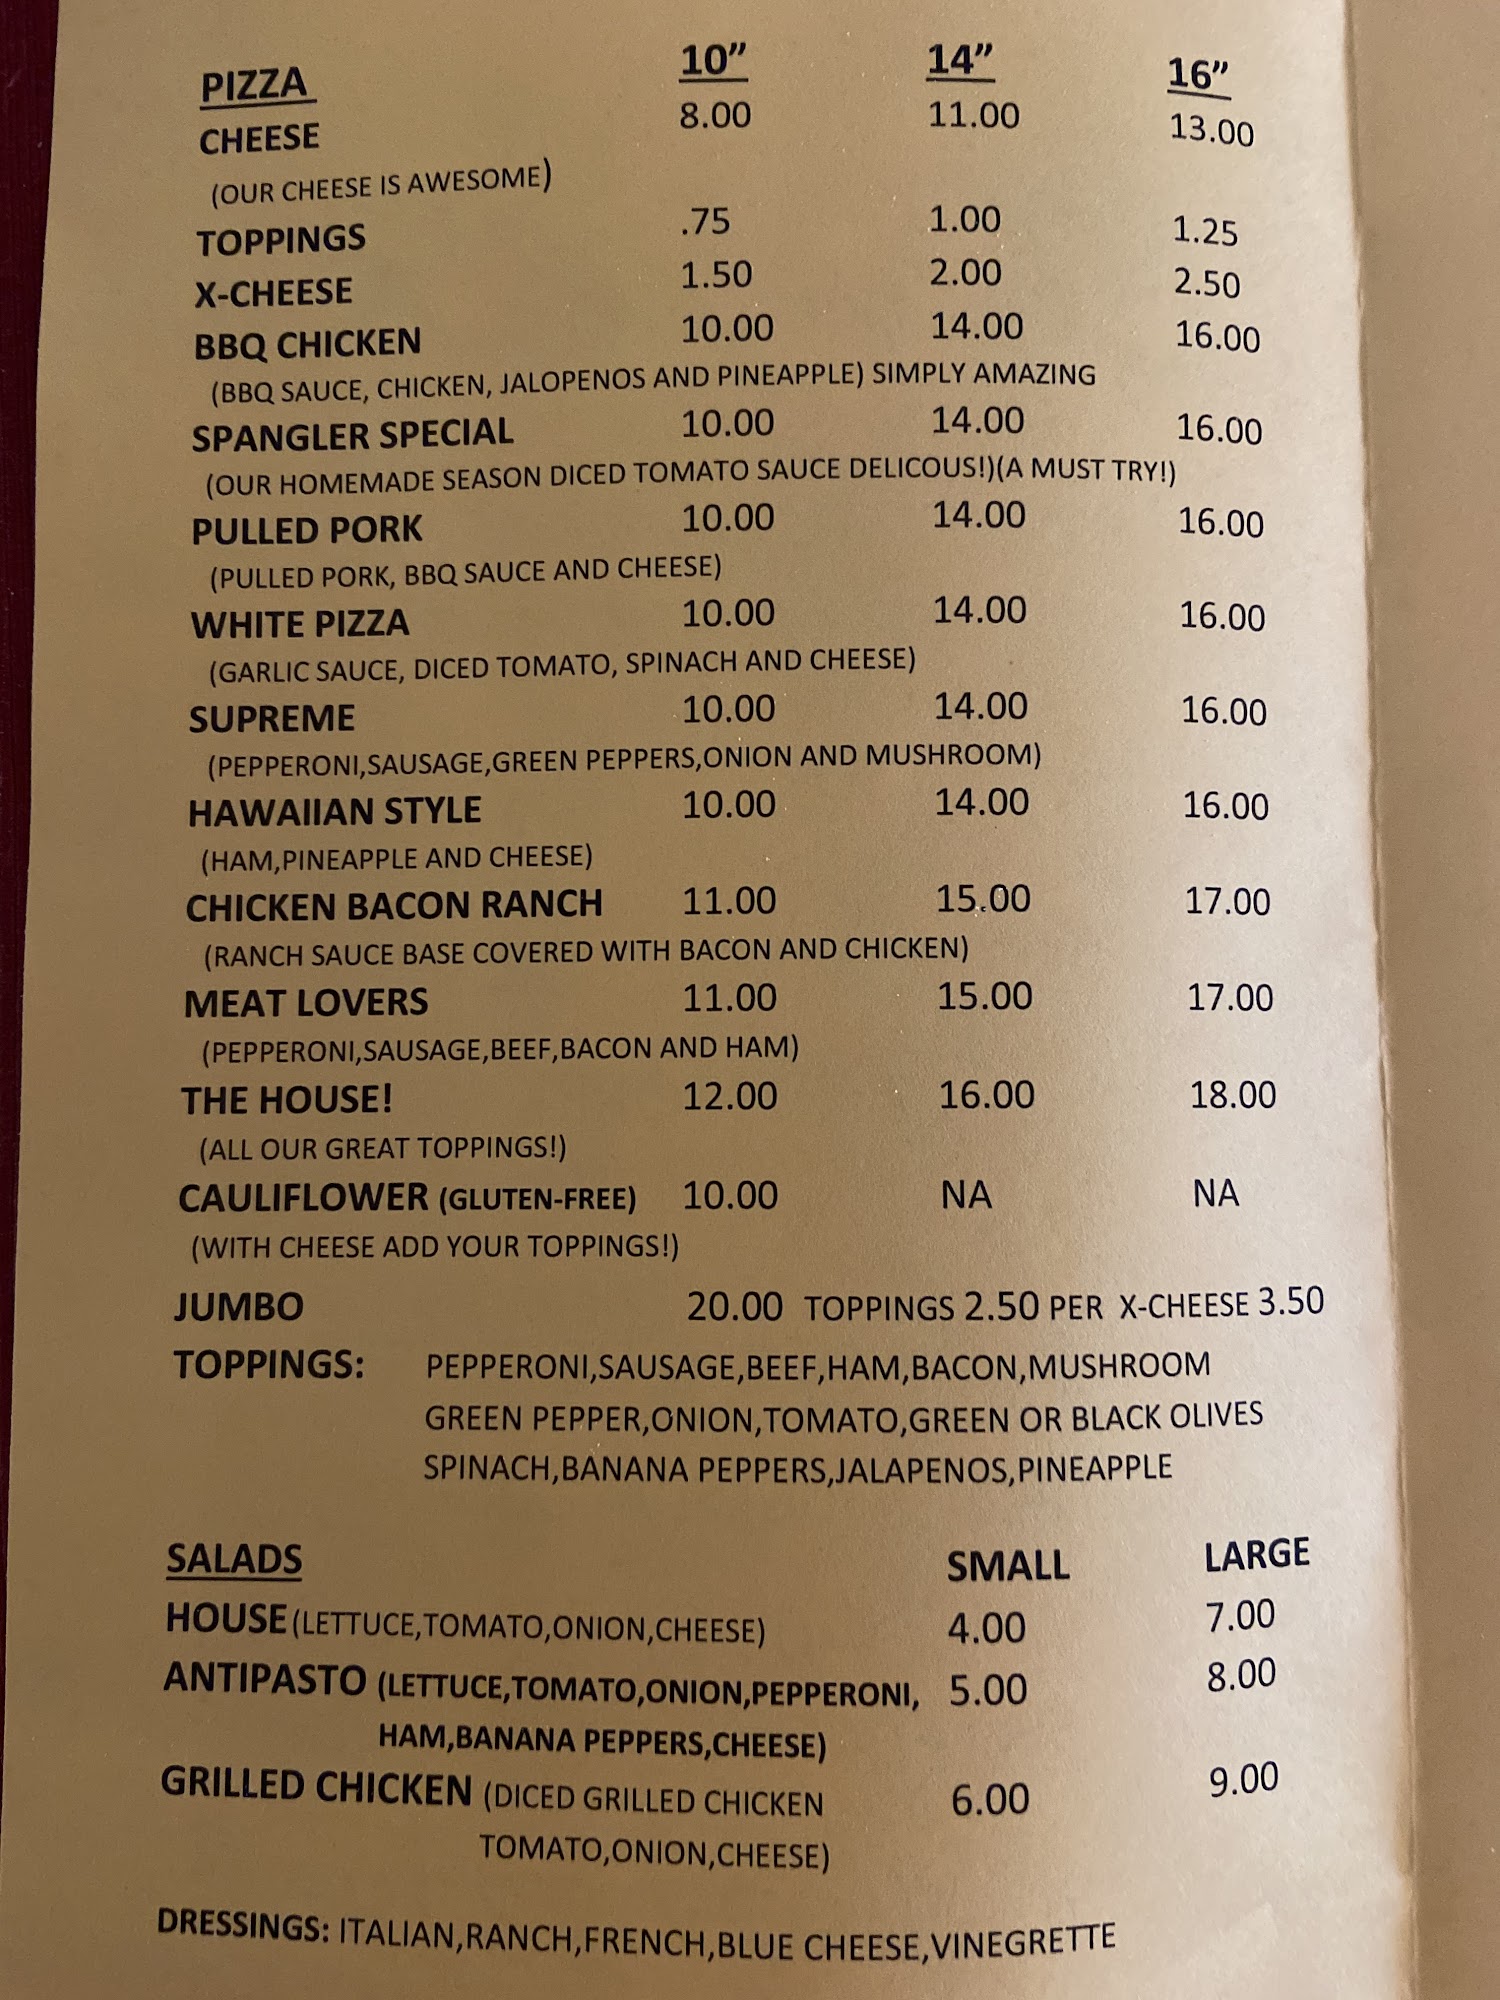 PIZZA 10” 14” 16”
CHEESE 8.00 11.00 13.00
(OUR CHEESE IS AWESOME)
TOPPINGS .75 1.00 1.25
X-CHEESE 1.50 2.00 2.50
BBQ CHICKEN 10.00 14.00 16.00
(BBQ SAUCE, CHICKEN, JALOPENOS AND PINEAPPLE) SIMPLY AMAZING
SPANGLER SPECIAL 10.00 14.00 16.00
(OUR HOMEMADE SEASON DICED TOMATO SAUCE DELICOUS!)(A MUST TRY!)
PULLED PORK 10.00 14.00 16.00
(PULLED PORK, BBQ SAUCE AND CHEESE)
WHITE PIZZA 10.00 14.00 16.00
(GARLIC SAUCE, DICED TOMATO, SPINACH AND CHEESE)
SUPREME 10.00 14.00 16.00
(PEPPERONI,SAUSAGE,GREEN PEPPERS,ONION AND MUSHROOM)
HAWAIIAN STYLE 10.00 14.00 16.00
(HAM,PINEAPPLE AND CHEESE)
CHICKEN BACON RANCH 11.00 15.00 17.00
(RANCH SAUCE BASE COVERED WITH BACON AND CHICKEN)
MEAT LOVERS 11.00 15.00 17.00
(PEPPERONI,SAUSAGE,BEEF,BACON AND HAM)
THE HOUSE! 12.00 16.00 18.00
(ALL OUR GREAT TOPPINGS!)
CAULIFLOWER (GLUTEN-FREE) 10.00 NA NA
(WITH CHEESE ADD YOUR TOPPINGS!)
JUMBO 20.00 TOPPINGS 2.50 PER X-CHEESE 3.50
TOPPINGS: PEPPERONI,SAUSAGE,BEEF,HAM,BACON,MUSHROOM
GREEN PEPPER,ONION,TOMATO,GREEN OR BLACK OLIVES
SPINACH,BANANA PEPPERS,JALAPENOS,PINEAPPLE
SALADS SMALL LARGE
HOUSE(LETTUCE,TOMATO,ONION,CHEESE) 4.00 7.00
ANTIPASTO (LETTUCE,TOMATO,ONION,PEPPERONI, 5.00 8.00
HAM,BANANA PEPPERS,CHEESE)
GRILLED CHICKEN (DICED GRILLED CHICKEN 6.00 9.00
TOMATO,ONION,CHEESE)
DRESSINGS: ITALIAN,RANCH,FRENCH,BLUE CHEESE,VINEGRETTE